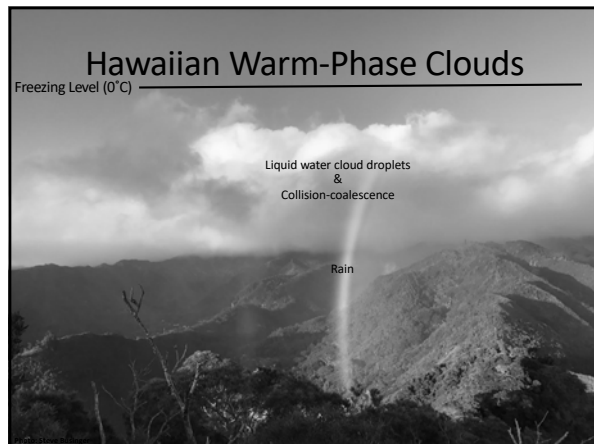 Hawaiian Warm-Phase Clouds
Freezing Level (0˚C)
Liquid water cloud droplets
&
Collision-coalescence
Rain